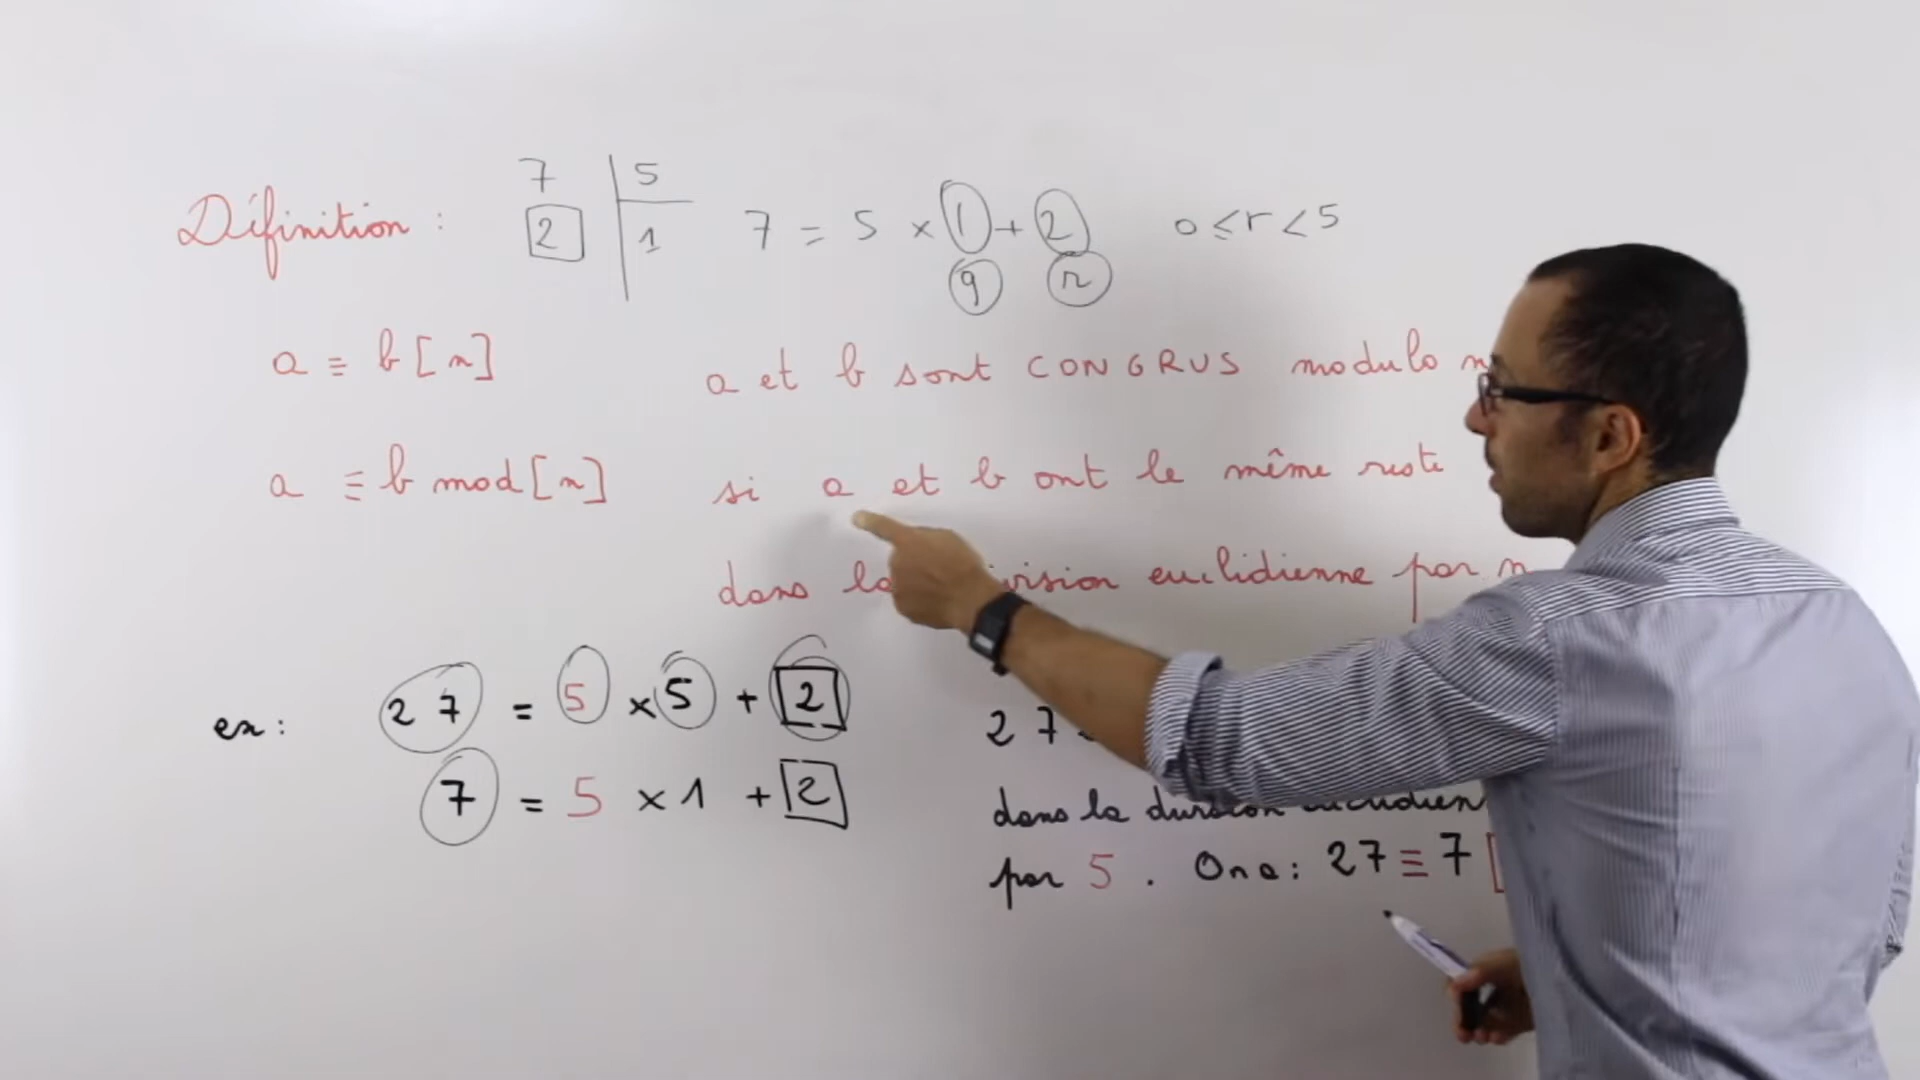 7 | 5
2 | 1
Définition : 7 = 5 × 1 + 2 0 ≤ r < 5
q r
a ≡ b [n] a et b sont CONGRUS modulo n
a ≡ b mod [n] si a et b ont le même reste
dans la division euclidienne par n
ex : 27 = 5 × 5 + 2 27
7 = 5 × 1 + 2 dans la division
par 5 . On a : 27 ≡ 7 [